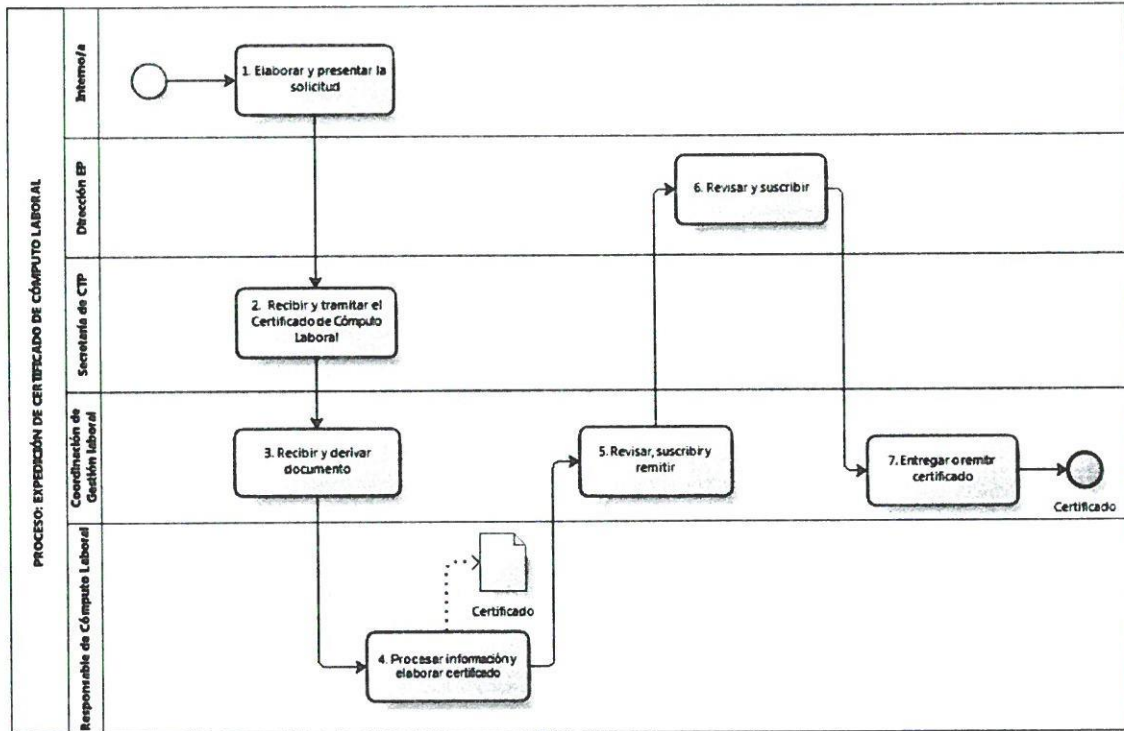 PROCESO: EXPEDICIÓN DE CERTIFICADO DE CÓMPUTO LABORAL
Interno/a
1. Elaborar y presentar la
solicitud
Dirección EP
6. Revisar y suscribir
Secretaría de CTP
2. Recibir y tramitar el
Certificado de Cómputo
Laboral
Coordinación de
Gestión laboral
3. Recibir y derivar
documento
5. Revisar, suscribir y
remitir
7. Entregar o remitir
certificado
Certificado
Responsable de Cómputo Laboral
Certificado
4. Procesar información y
elaborar certificado